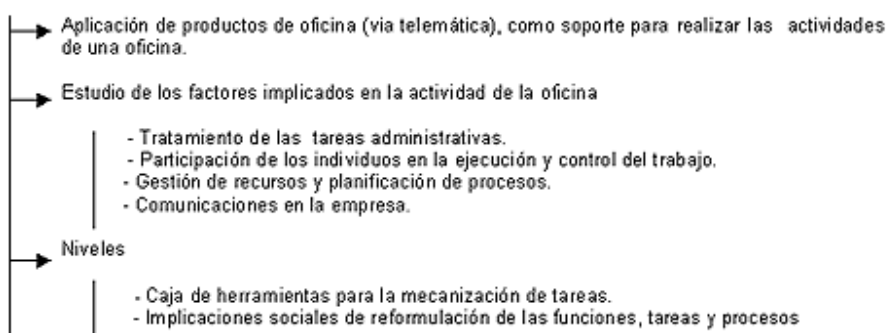 Aplicación de productos de oficina (via telemática), como soporte para realizar las actividades
de una oficina.
Estudio de los factores implicados en la actividad de la oficina
- Tratamiento de las tareas administrativas.
- Participación de los individuos en la ejecución y control del trabajo.
- Gestión de recursos y planificación de procesos.
- Comunicaciones en la empresa.
Niveles
- Caja de herramientas para la mecanización de tareas.
- Implicaciones sociales de reformulación de las funciones, tareas y procesos